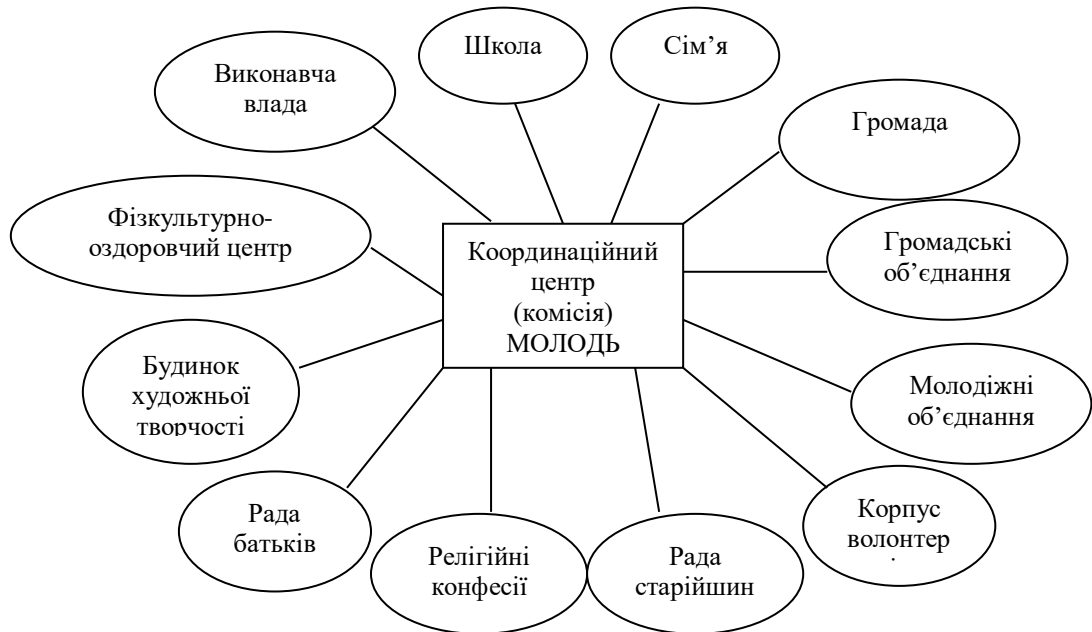 Школа
Сім’я
Виконавча
влада
Громада
Фізкультурно-
оздоровчий центр
Координаційний
центр
(комісія)
МОЛОДЬ
Громадські
об’єднання
Будинок
художньої
творчості
Молодіжні
об’єднання
Рада
батьків
Релігійні
конфесії
Рада
старійшин
Корпус
волонтер